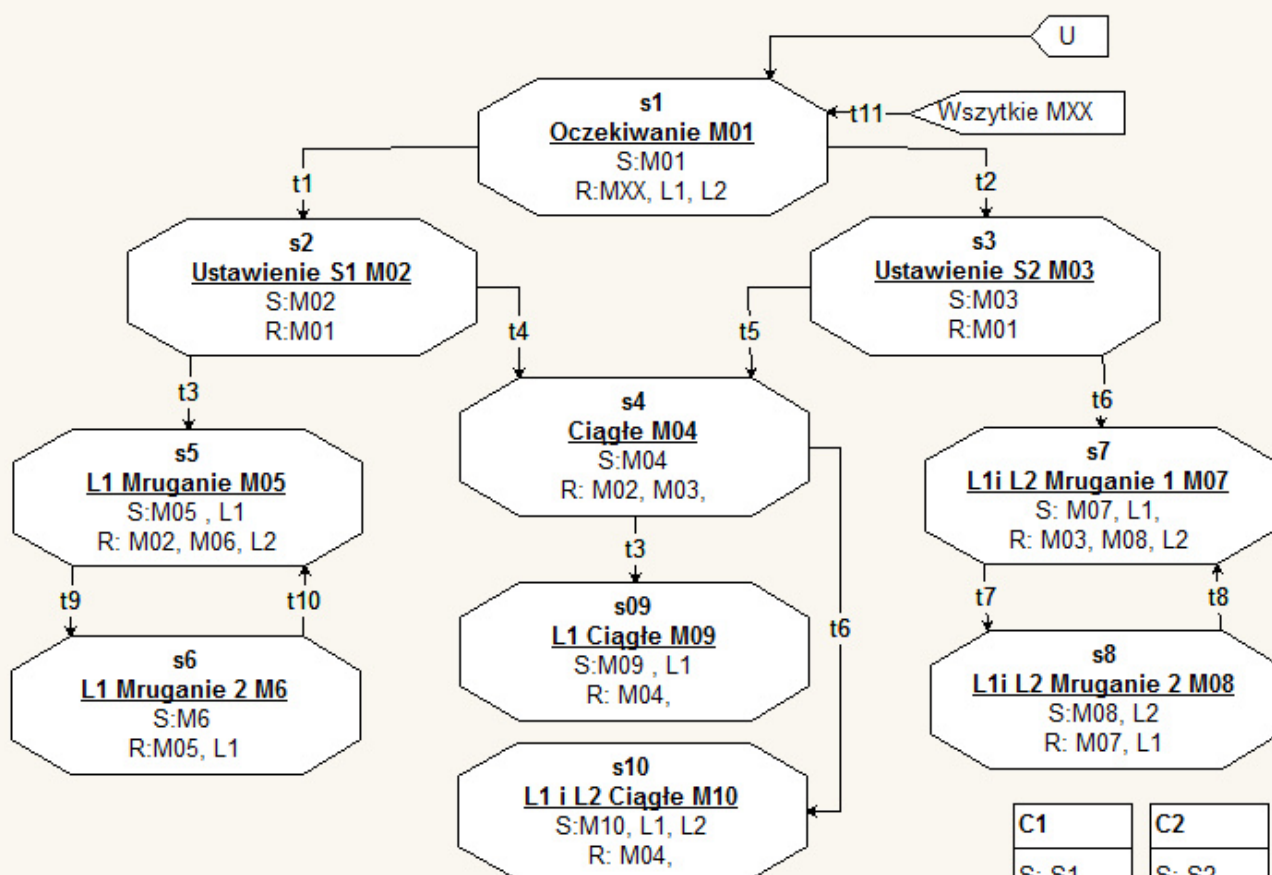 U
s1
Oczekiwanie M01
S:M01
R:MXX, L1, L2
t11
Wszytkie MXX
t1
t2
s2
Ustawienie S1 M02
S:M02
R:M01
s3
Ustawienie S2 M03
S:M03
R:M01
t4
t5
t3
t6
s4
Ciągłe M04
S:M04
R: M02, M03,
s5
L1 Mruganie M05
S:M05 , L1
R: M02, M06, L2
s7
L1i L2 Mruganie 1 M07
S: M07, L1,
R: M03, M08, L2
t3
t9
t10
t6
t7
t8
s09
L1 Ciągłe M09
S:M09 , L1
R: M04,
s6
L1 Mruganie 2 M6
S:M6
R:M05, L1
s8
L1i L2 Mruganie 2 M08
S:M08, L2
R: M07, L1
s10
L1 i L2 Ciągłe M10
S:M10, L1, L2
R: M04,
C1
C2
S: S1
S: S2